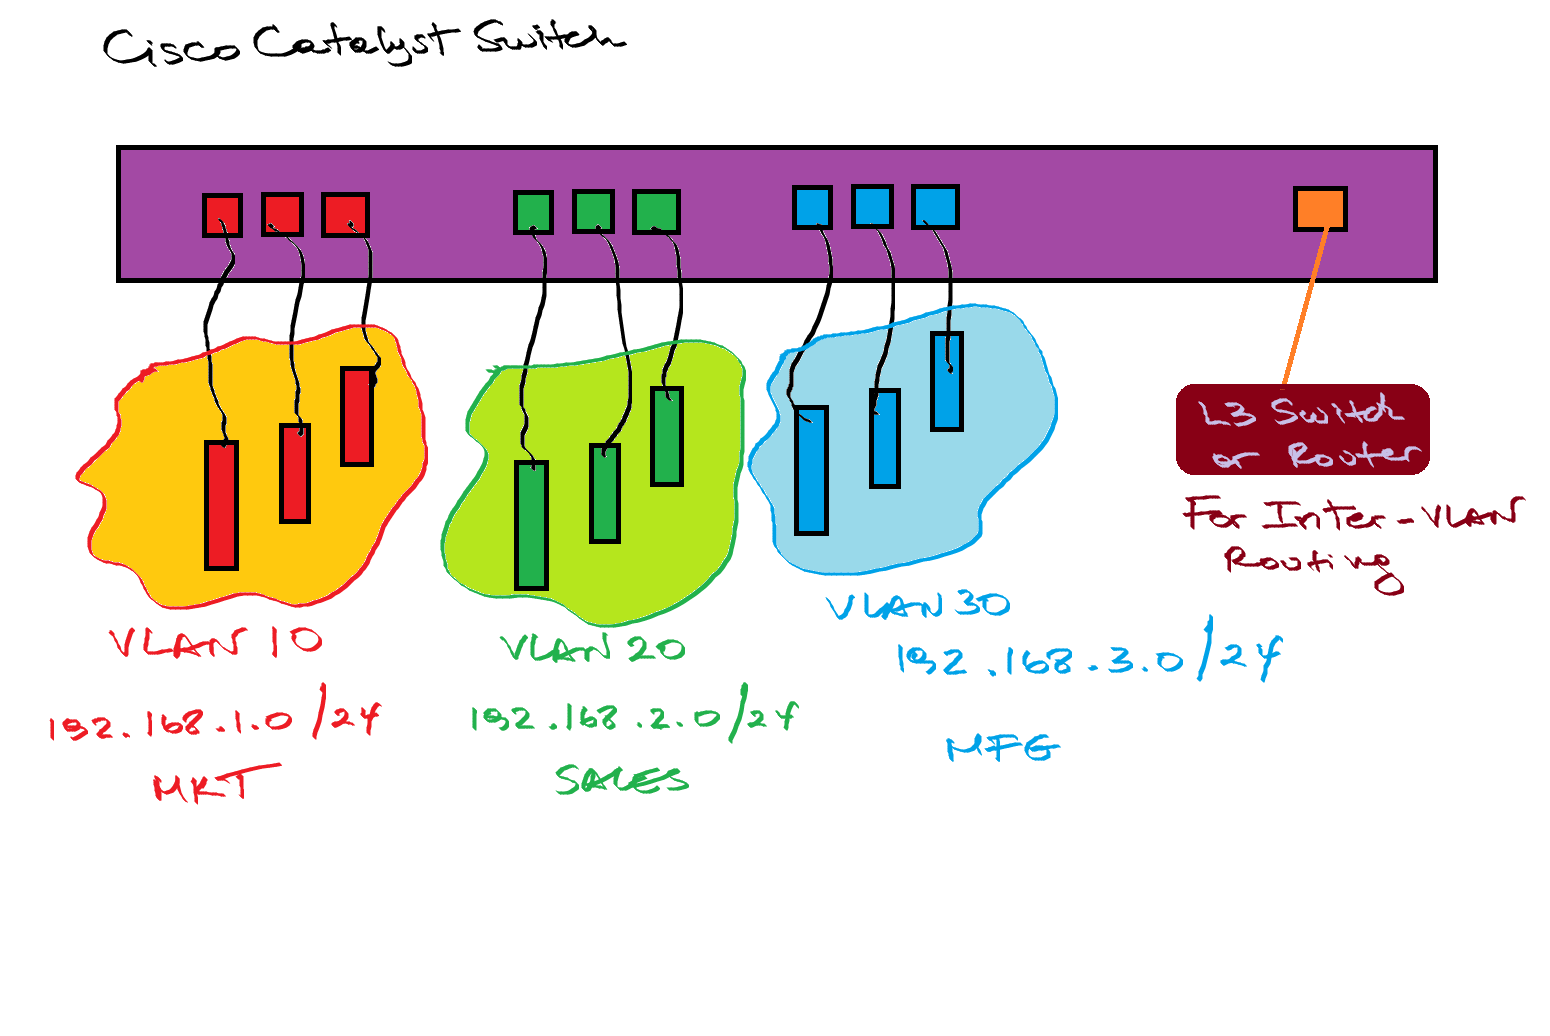 Cisco Catalyst Switch
L3 Switch
or Router
For Inter-VLAN
Routing
VLAN 10
192.168.1.0/24
MKT
VLAN 20
192.168.2.0/24
SALES
VLAN 30
192.168.3.0/24
MFG